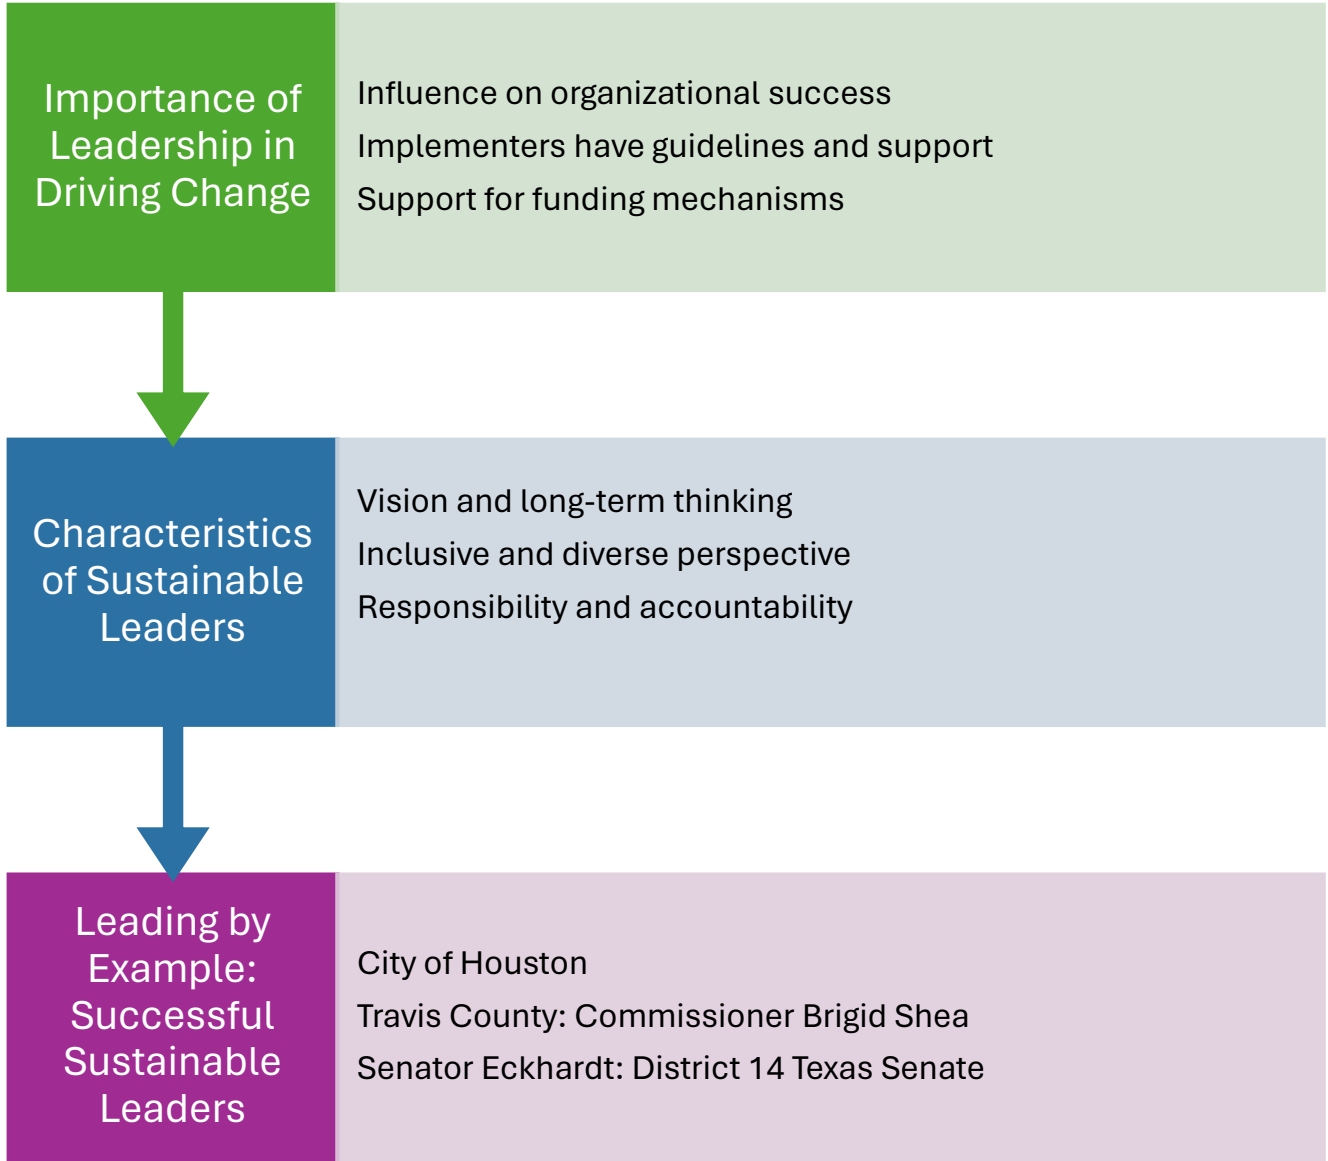 Importance of
Leadership in
Driving Change
Influence on organizational success
Implementers have guidelines and support
Support for funding mechanisms
Characteristics
of Sustainable
Leaders
Vision and long-term thinking
Inclusive and diverse perspective
Responsibility and accountability
Leading by
Example:
Successful
Sustainable
Leaders
City of Houston
Travis County: Commissioner Brigid Shea
Senator Eckhardt: District 14 Texas Senate